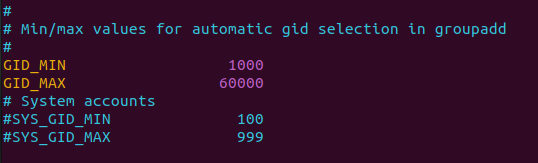 #
# Min/max values for automatic gid selection in groupadd
#
GID_MIN 1000
GID_MAX 60000
# System accounts
#SYS_GID_MIN 100
#SYS_GID_MAX 999